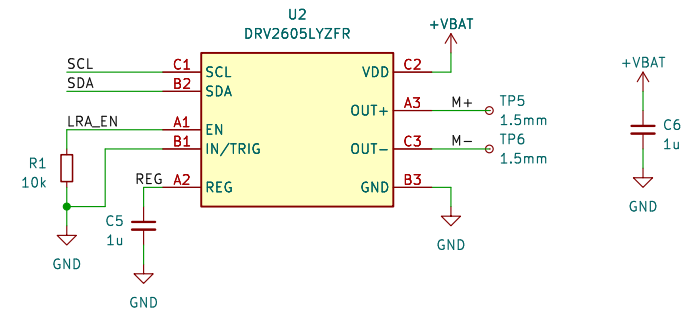 U2
DRV2605LYZFR
+VBAT
SCL C1 SCL VDD C2
SDA B2 SDA
OUT+ A3 M+ TP5
1.5mm
LRA_EN A1 EN
B1 IN/TRIG OUT- C3 M- TP6
1.5mm
R1
10k
REG A2 REG GND B3
C5
1u
GND
GND
GND
+VBAT
C6
1u
GND